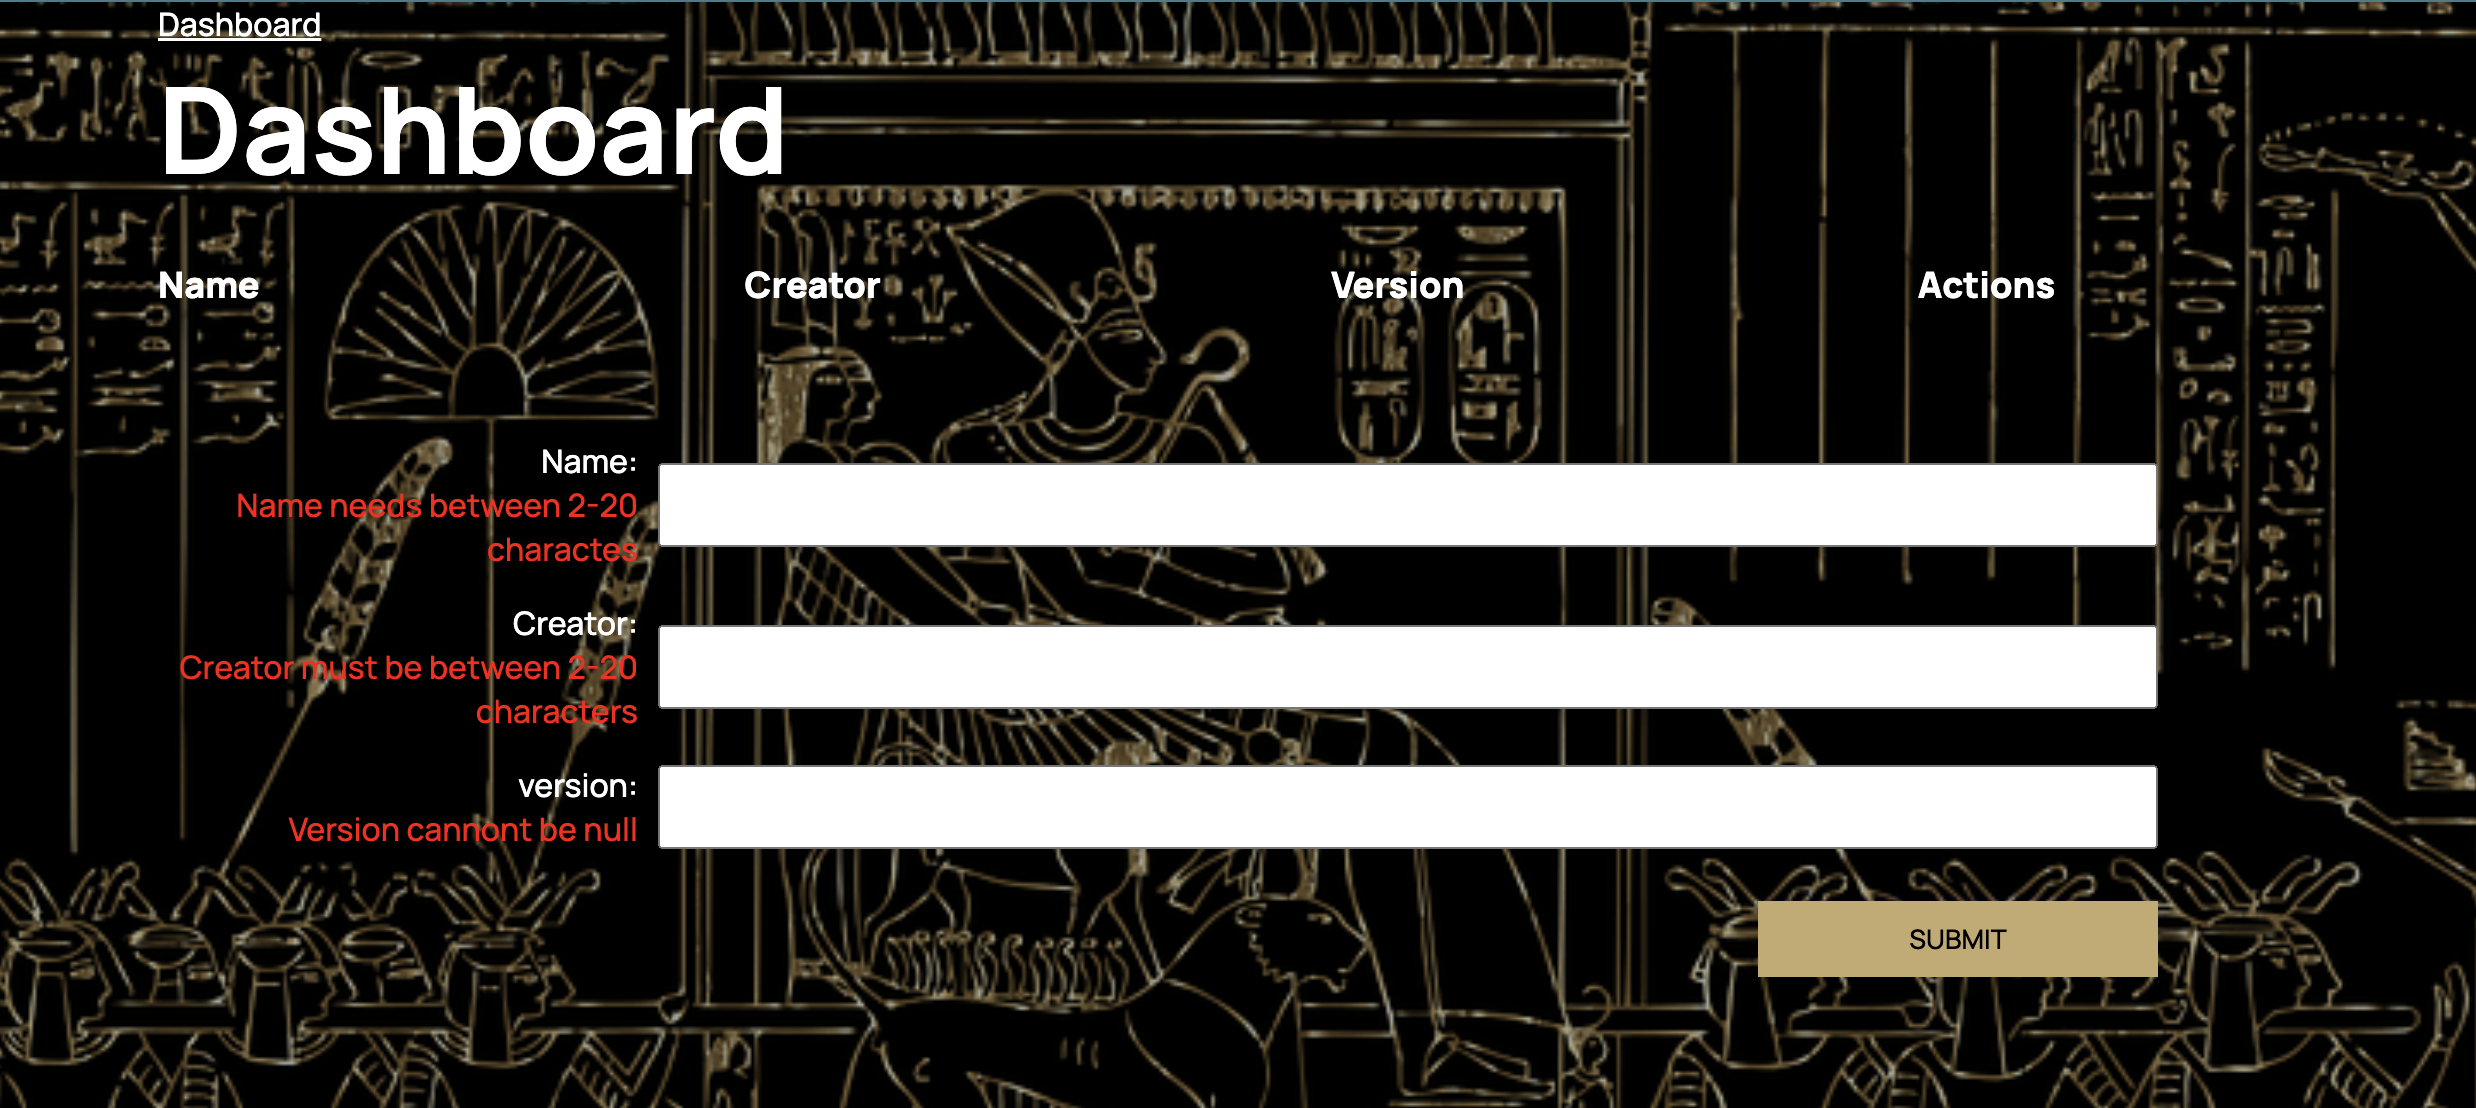 Dashboard
Dashboard
Name Creator Version Actions
Name:
Name needs between 2-20
charactes
Creator:
Creator must be between 2-20
characters
version:
Version cannont be null
SUBMIT